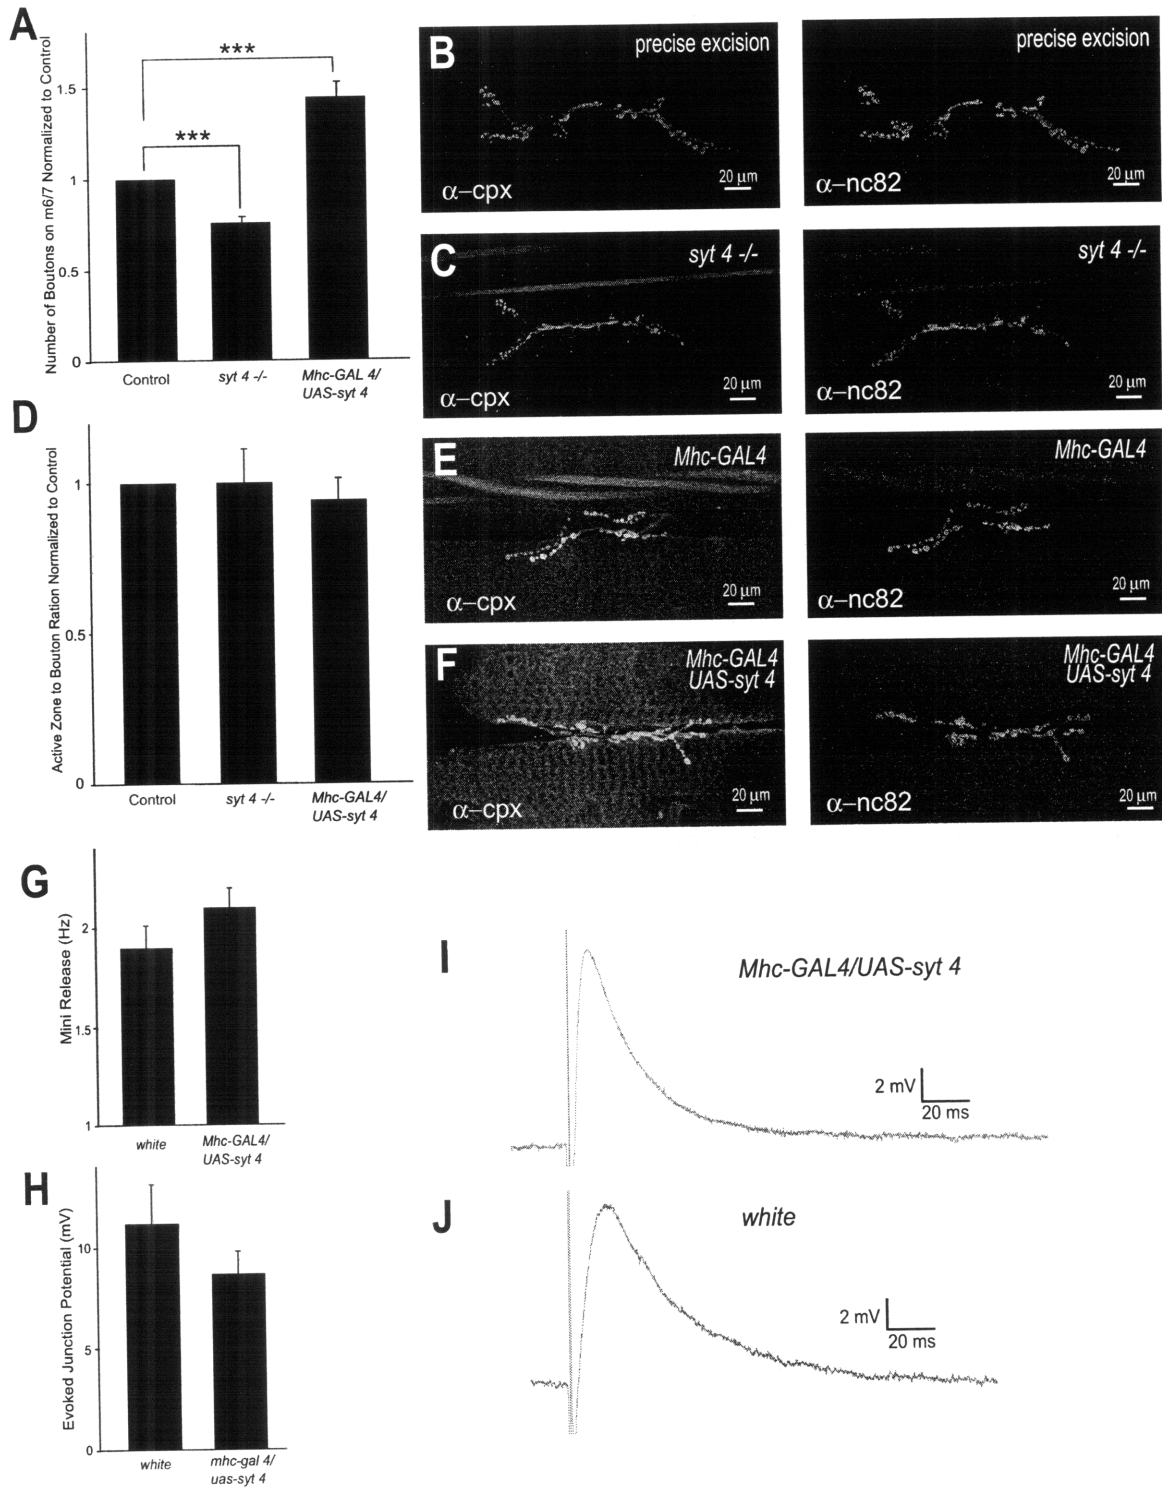 A
Number of Boutons on m6/7 Normalized to Control
1.5
1
0.5
0
***
***
Control
syt 4 -/-
Mhc-GAL 4/
UAS-syt 4
B
precise excision
α-cpx
20 μm
precise excision
α-nc82
20 μm
C
syt 4 -/-
α-cpx
20 μm
syt 4 -/-
α-nc82
20 μm
D
Active Zone to Bouton Ration Normalized to Control
1
0.5
0
Control
syt 4 -/-
Mhc-GAL4/
UAS-syt 4
E
Mhc-GAL4
α-cpx
20 μm
Mhc-GAL4
α-nc82
20 μm
F
Mhc-GAL4
UAS-syt 4
α-cpx
20 μm
Mhc-GAL4
UAS-syt 4
α-nc82
20 μm
G
Mini Release (Hz)
2
1.5
1
white
Mhc-GAL4/
UAS-syt 4
H
Evoked Junction Potential (mV)
10
5
0
white
mhc-gal 4/
uas-syt 4
I
Mhc-GAL4/UAS-syt 4
2 mV
20 ms
J
white
2 mV
20 ms